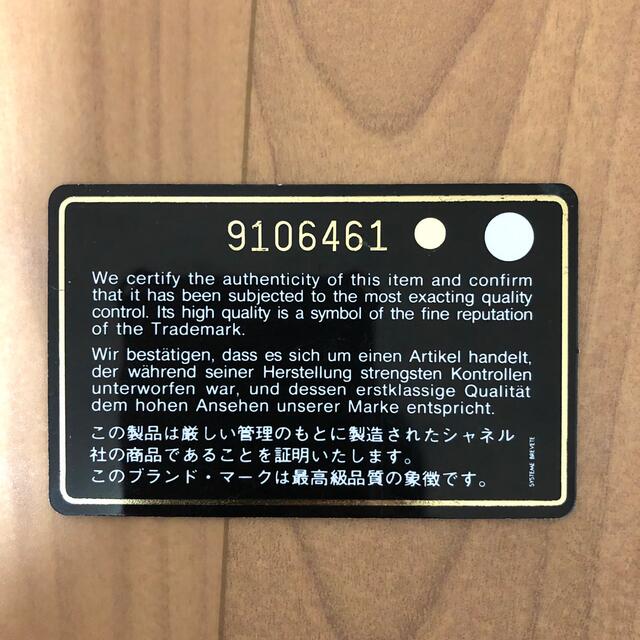 9106461
We certify the authenticity of this item and confirm
that it has been subjected to the most exacting quality
control. Its high quality is a symbol of the fine reputation
of the Trademark.
Wir bestätigen, dass es sich um einen Artikel handelt,
der während seiner Herstellung strengsten Kontrollen
unterworfen war, und dessen erstklassige Qualität
dem hohen Ansehen unserer Marke entspricht.
この製品は厳しい管理のもとに製造されたシャネル
社の商品であることを証明いたします。
このブランド・マークは最高級品質の象徴です。
SYSTEME BREVETE